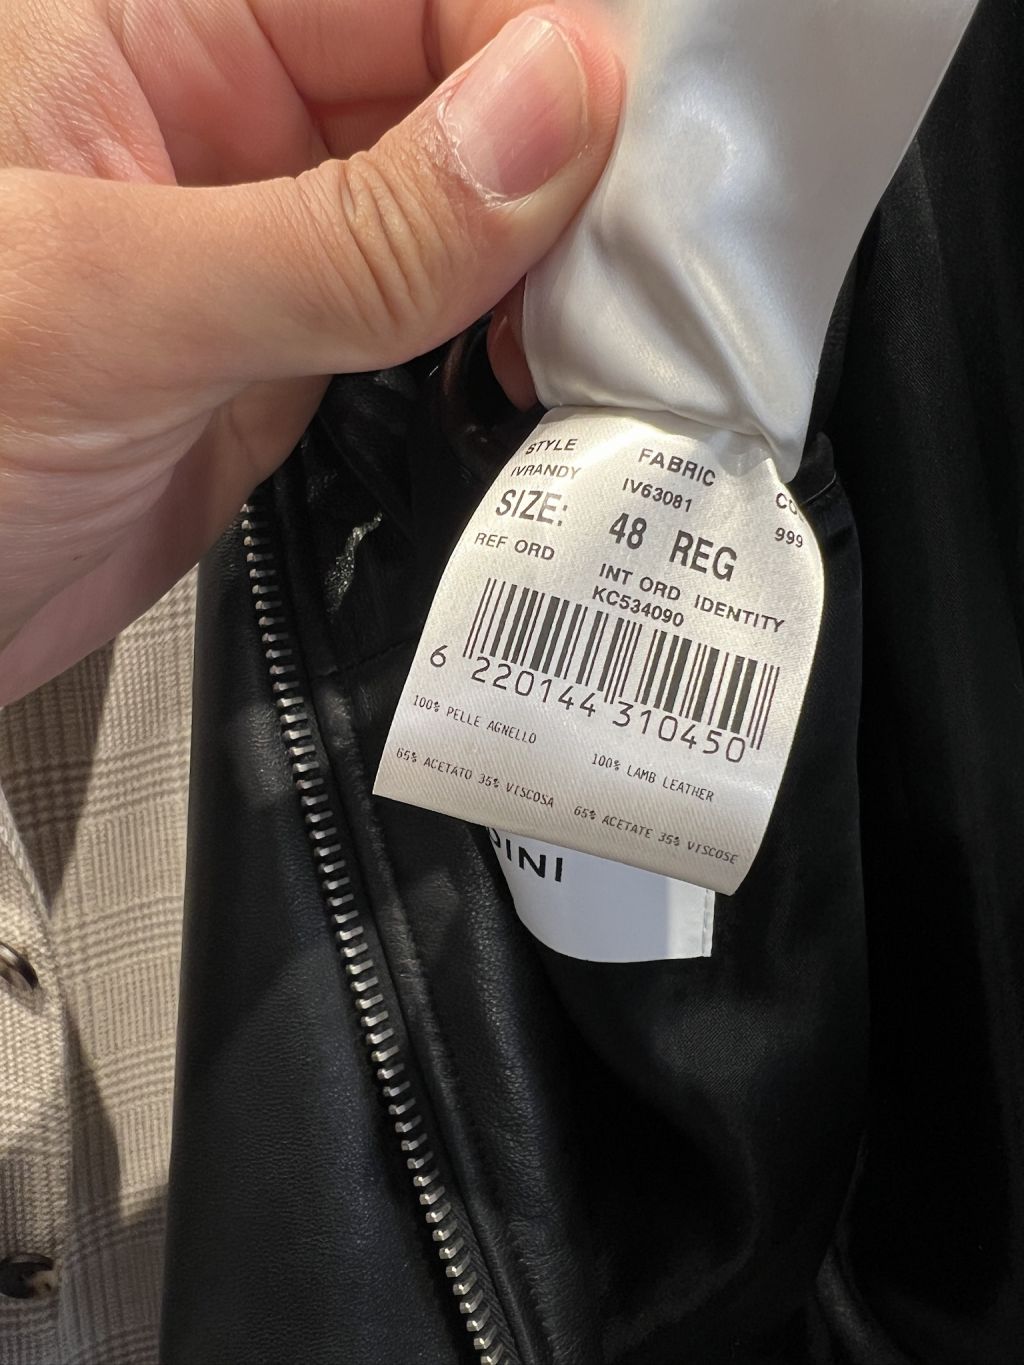 STYLE FABRIC
IVRANDY IV63081 999
SIZE: 48 REG
REF ORD INT ORD IDENTITY
KC534090
6 220144 310450
100% PELLE AGNELLO 100% LAMB LEATHER
65% ACETATO 35% VISCOSA 65% ACETATE 35% VISCOSE
DINI